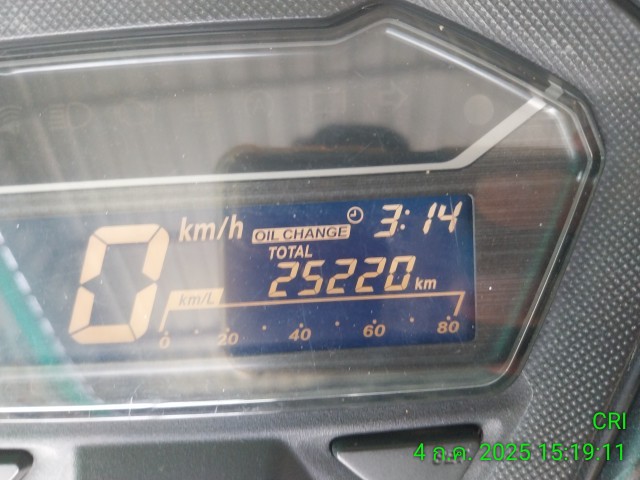 0 km/h OIL CHANGE 3:14
TOTAL
25220 km
km/L
0 20 40 60 80
CRI
4 ต.ค. 2025 15:19:11